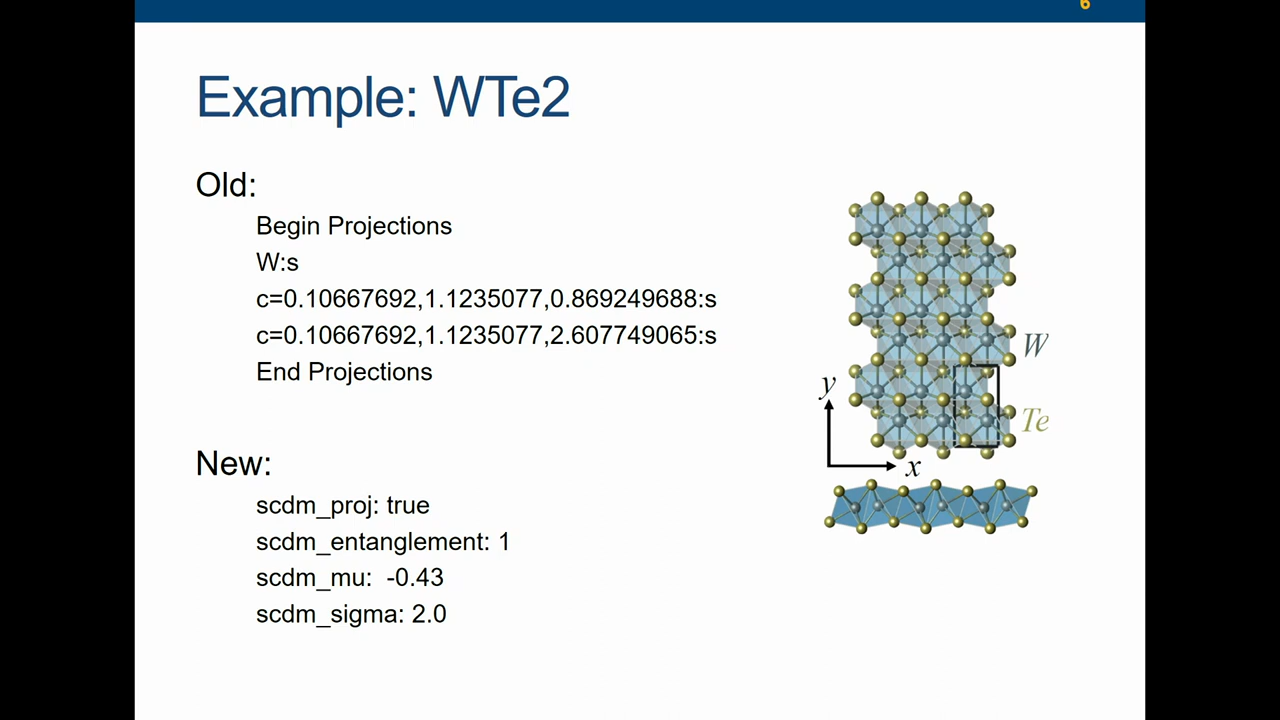 6
Example: WTe2
Old:
Begin Projections
W:s
c=0.10667692,1.1235077,0.869249688:s
c=0.10667692,1.1235077,2.607749065:s
End Projections
New:
scdm_proj: true
scdm_entanglement: 1
scdm_mu:  -0.43
scdm_sigma: 2.0
W
y
Te
x